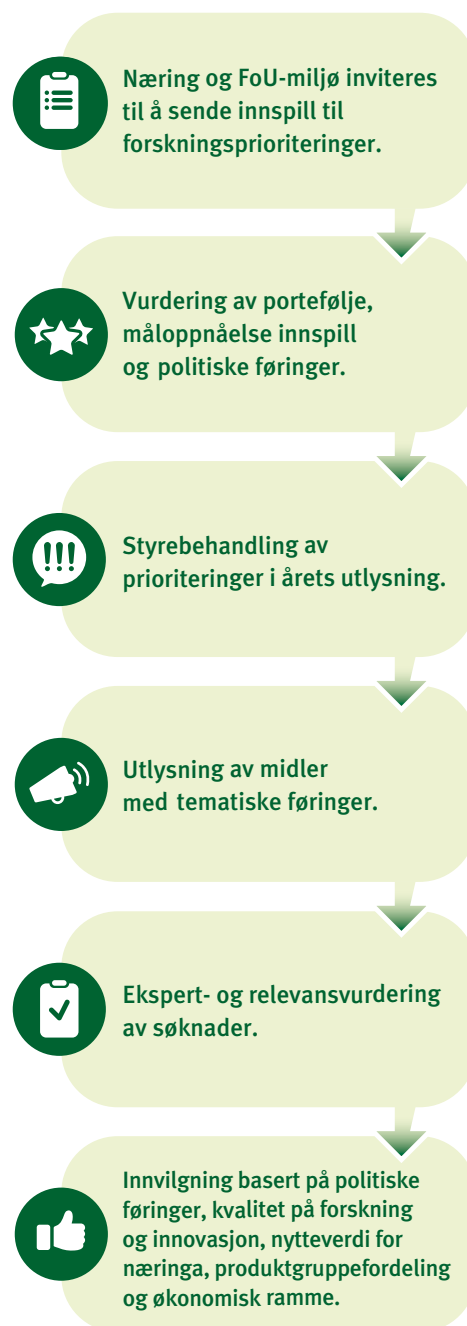 Næring og FoU-miljø inviteres
til å sende innspill til
forskningsprioriteringer.
Vurdering av portefølje,
måloppnåelse innspill
og politiske føringer.
Styrebehandling av
prioriteringer i årets utlysning.
Utlysning av midler
med tematiske føringer.
Ekspert- og relevansvurdering
av søknader.
Innvilgning basert på politiske
føringer, kvalitet på forskning
og innovasjon, nytteverdi for
næringa, produktgruppefordeling
og økonomisk ramme.